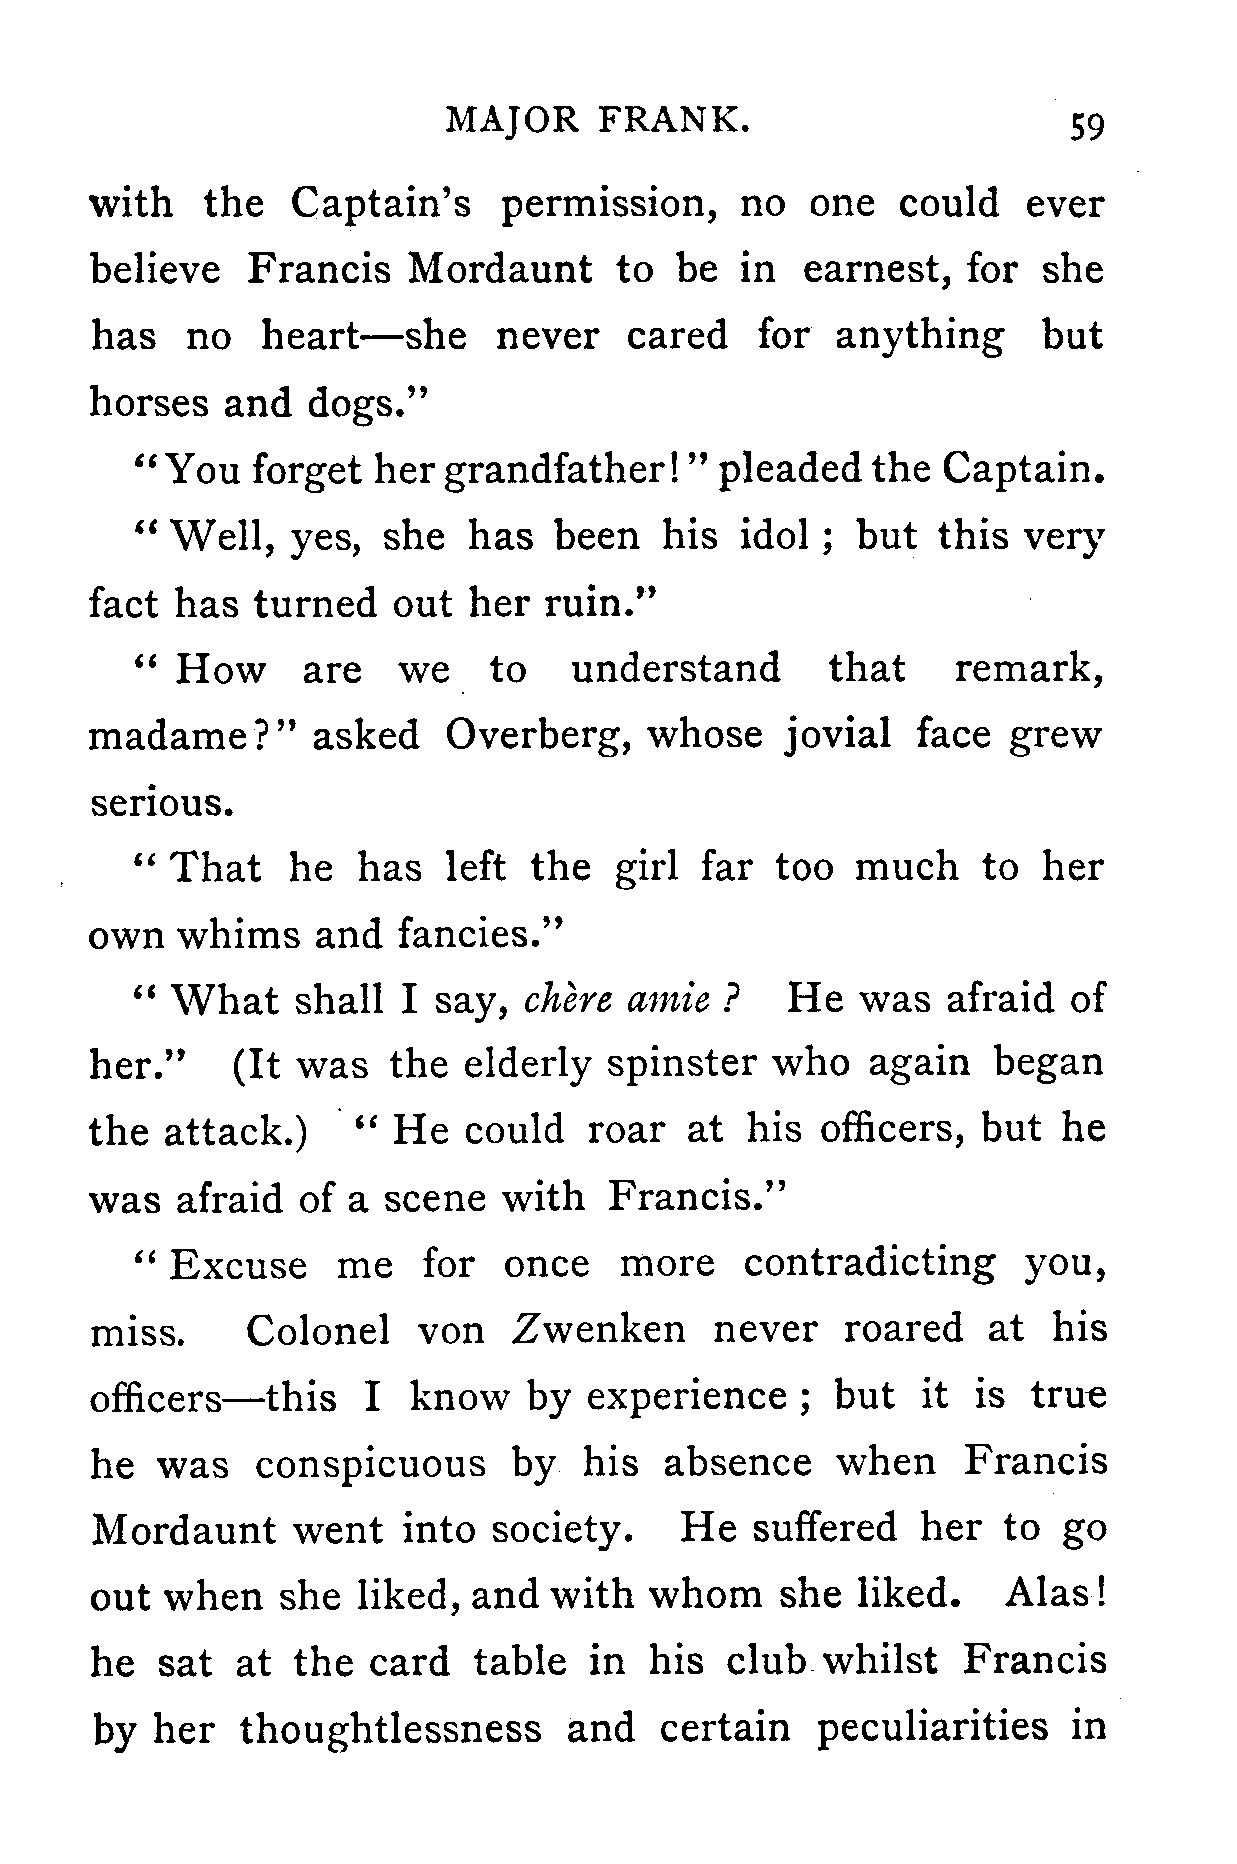 MAJOR FRANK. 59
with the Captain's permission, no one could ever
believe Francis Mordaunt to be in earnest, for she
has no heart—she never cared for anything but
horses and dogs."
"You forget her grandfather!" pleaded the Captain.
"Well, yes, she has been his idol; but this very
fact has turned out her ruin."
"How are we to understand that remark,
madame?" asked Overberg, whose jovial face grew
serious.
"That he has left the girl far too much to her
own whims and fancies."
"What shall I say, chère amie? He was afraid of
her." (It was the elderly spinster who again began
the attack.) "He could roar at his officers, but he
was afraid of a scene with Francis."
"Excuse me for once more contradicting you,
miss. Colonel von Zwenken never roared at his
officers—this I know by experience; but it is true
he was conspicuous by his absence when Francis
Mordaunt went into society. He suffered her to go
out when she liked, and with whom she liked. Alas!
he sat at the card table in his club whilst Francis
by her thoughtlessness and certain peculiarities in